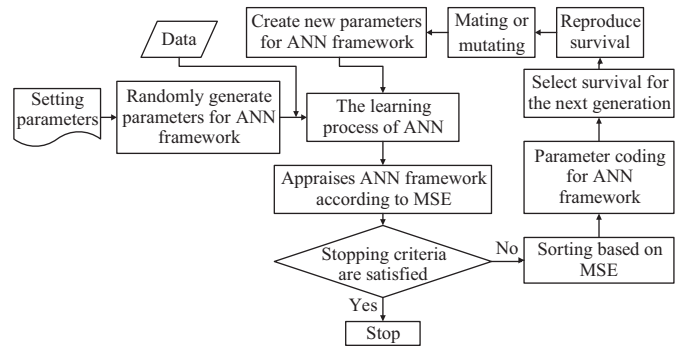 Data
Create new parameters
for ANN framework
Mating or
mutating
Reproduce
survival
Setting
parameters
Randomly generate
parameters for ANN
framework
The learning
process of ANN
Select survival for
the next generation
Appraises ANN framework
according to MSE
Parameter coding
for ANN
framework
Stopping criteria
are satisfied
No
Sorting based on
MSE
Yes
Stop